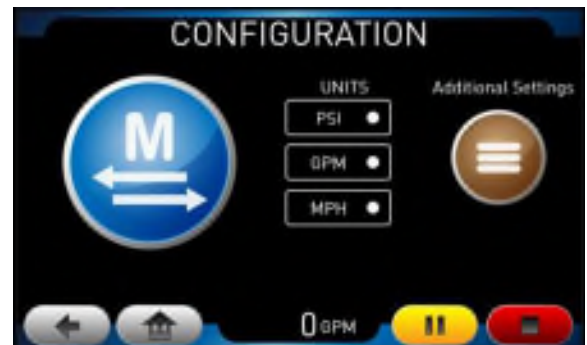 CONFIGURATION
UNITS
Additional Settings
PSI
M
GPM
MPH
0 GPM